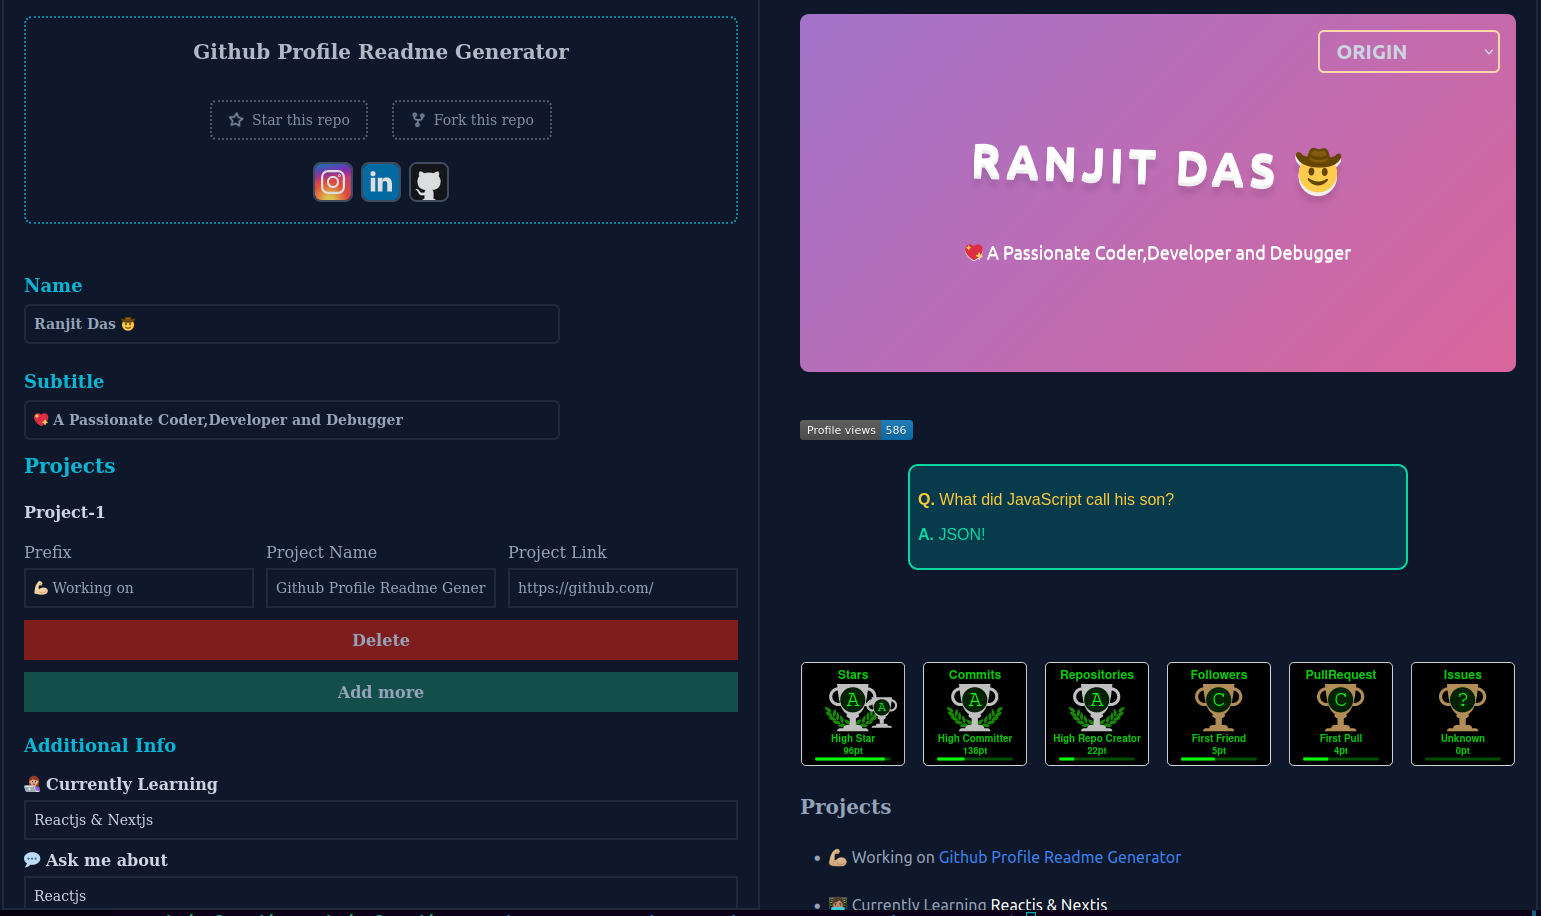 Github Profile Readme Generator
Star this repo
Fork this repo
in
Name
Ranjit Das 🤠
Subtitle
💖 A Passionate Coder,Developer and Debugger
Projects
Project-1
Prefix
Project Name
Project Link
💪🏼 Working on
Github Profile Readme Gener
https://github.com/
Delete
Add more
Additional Info
Currently Learning
Reactjs & Nextjs
💬 Ask me about
Reactjs
ORIGIN
RANJIT DAS 🤠
💖 A Passionate Coder,Developer and Debugger
Profile views 586
Q. What did JavaScript call his son?
A. JSON!
Stars
A
A
High Star
96pt
Commits
A
High Committer
136pt
Repositories
A
High Repo Creator
22pt
Followers
C
First Friend
5pt
PullRequest
C
First Pull
4pt
Issues
?
Unknown
0pt
Projects
• 💪🏼 Working on Github Profile Readme Generator
• Currently Learning Reactjs & Nextjs